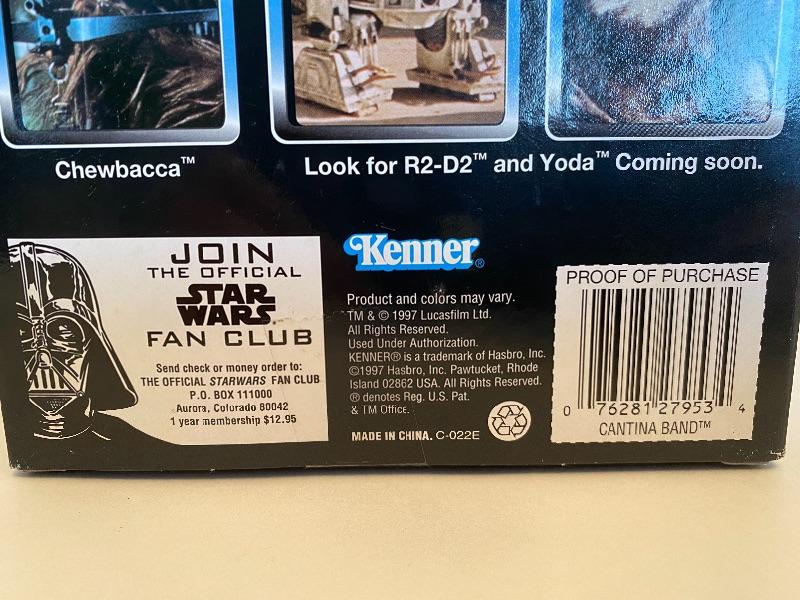 Chewbacca™
Look for R2-D2™ and Yoda™ Coming soon.
JOIN
THE OFFICIAL
STAR
WARS
FAN CLUB
Send check or money order to:
THE OFFICIAL STARWARS FAN CLUB
P.O. BOX 111000
Aurora, Colorado 80042
1 year membership $12.95
Kenner®
Product and colors may vary.
TM & © 1997 Lucasfilm Ltd.
All Rights Reserved.
Used Under Authorization.
KENNER® is a trademark of Hasbro, Inc.
©1997 Hasbro, Inc. Pawtucket, Rhode
Island 02862 USA. All Rights Reserved.
® denotes Reg. U.S. Pat.
& TM Office.
MADE IN CHINA. C-022E
PROOF OF PURCHASE
0 76281 27953 4
CANTINA BAND™